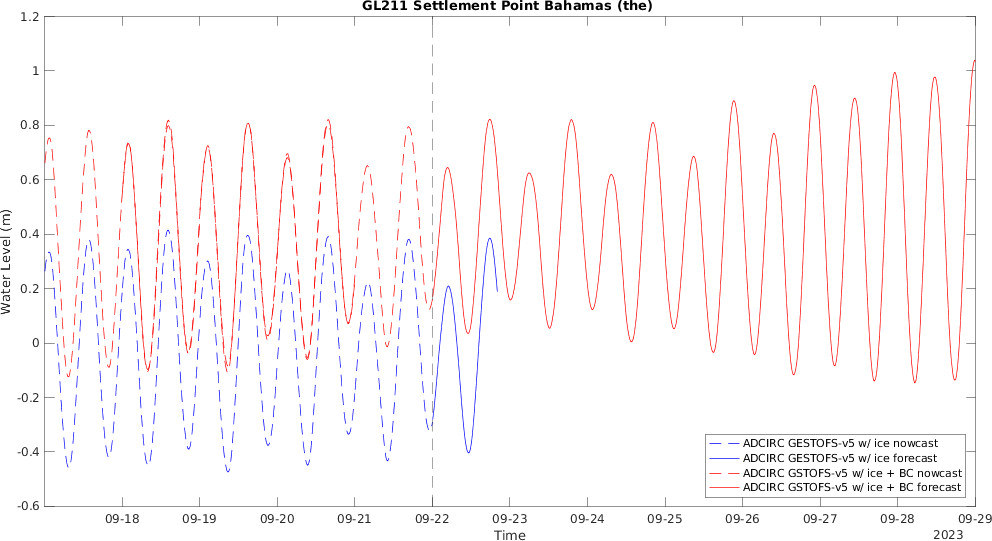 GL211 Settlement Point Bahamas (the)
1.2
1
0.8
0.6
0.4
0.2
0
-0.2
-0.4
-0.6
Water Level (m)
ADCIRC GESTOFS-v5 w/ ice nowcast
ADCIRC GESTOFS-v5 w/ ice forecast
ADCIRC GSTOFS-v5 w/ ice + BC nowcast
ADCIRC GSTOFS-v5 w/ ice + BC forecast
09-18 09-19 09-20 09-21 09-22 09-23 09-24 09-25 09-26 09-27 09-28 09-29
Time
2023